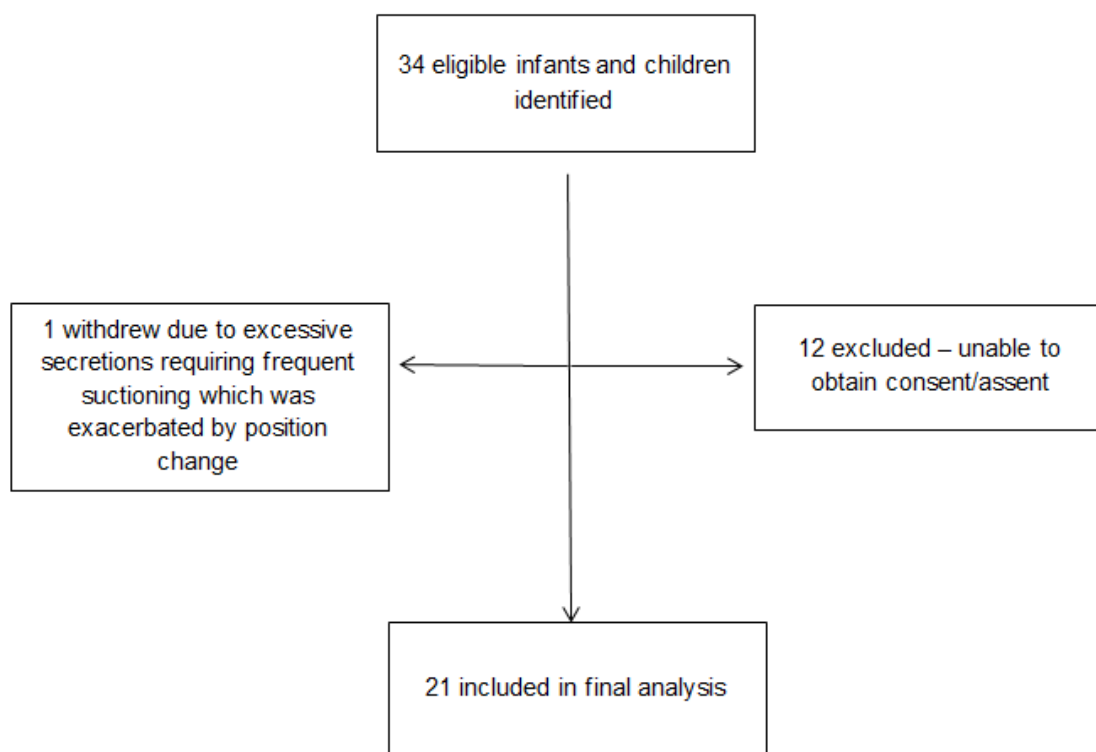 34 eligible infants and children
identified
1 withdrew due to excessive
secretions requiring frequent
suctioning which was
exacerbated by position
change
12 excluded – unable to
obtain consent/assent
21 included in final analysis